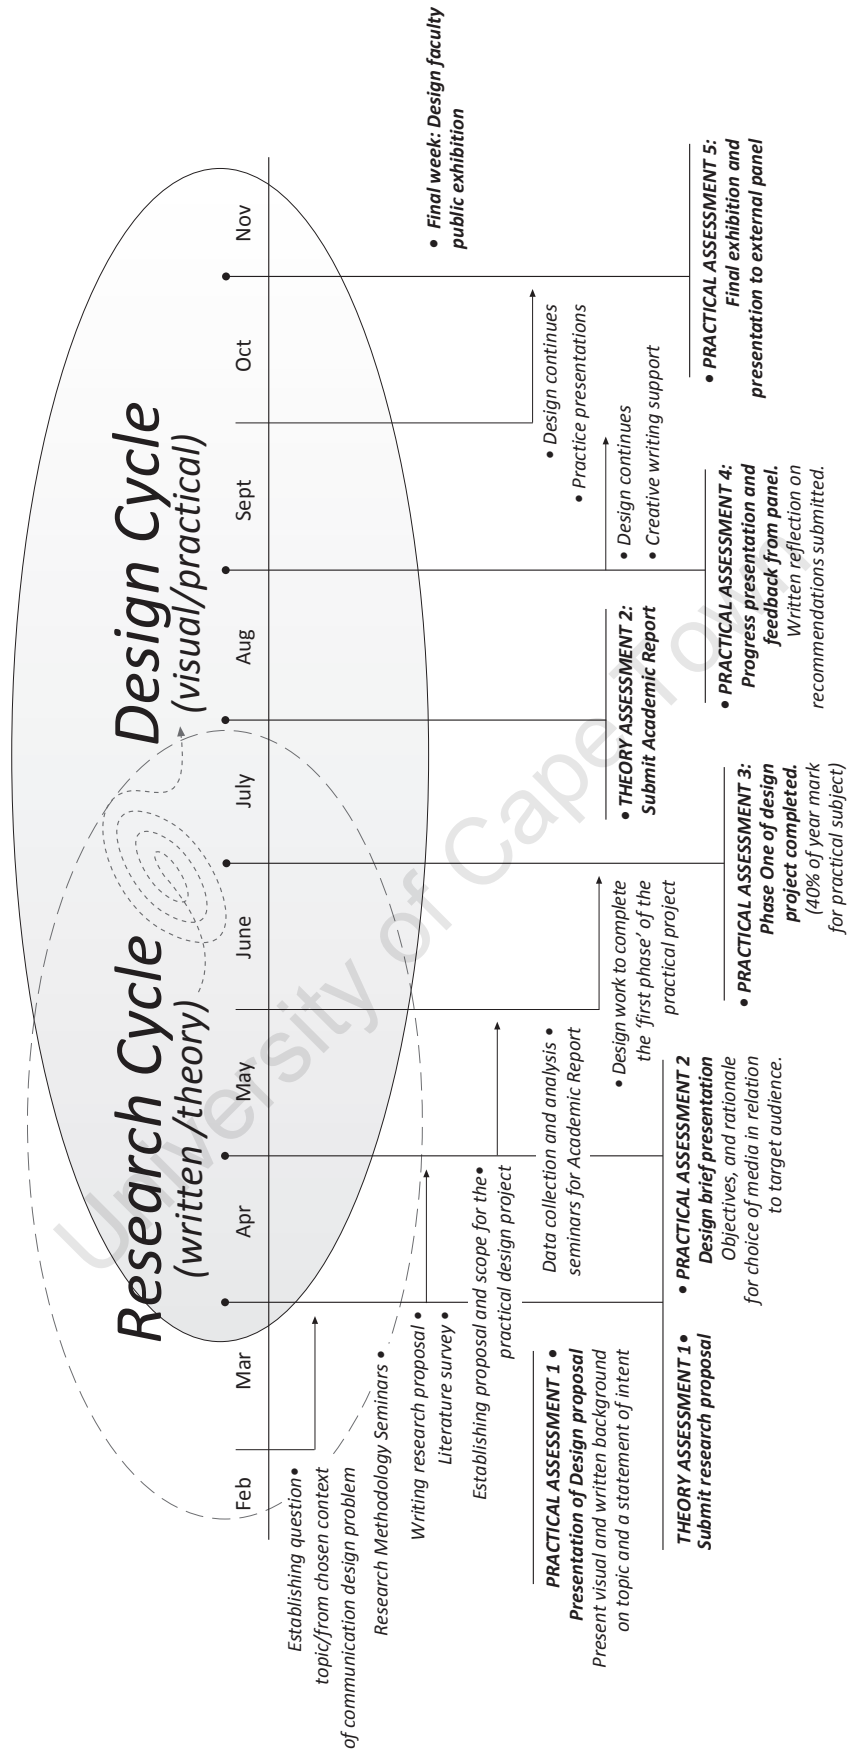 Research Cycle
(written /theory)
Design Cycle
(visual/practical)
Feb
Mar
Apr
May
June
July
Aug
Sept
Oct
Nov
Establishing question•
topic/from chosen context
of communication design problem
Research Methodology Seminars •
Writing research proposal •
Literature survey •
Establishing proposal and scope for the•
practical design project
PRACTICAL ASSESSMENT 1 •
Presentation of Design proposal
Present visual and written background
on topic and a statement of intent
THEORY ASSESSMENT 1•
Submit research proposal
Data collection and analysis •
seminars for Academic Report
• PRACTICAL ASSESSMENT 2
Design brief presentation
Objectives, and rationale
for choice of media in relation
to target audience.
• Design work to complete
the ‘first phase’ of the
practical project
• PRACTICAL ASSESSMENT 3:
Phase One of design
project completed.
(40% of year mark
for practical subject)
• THEORY ASSESSMENT 2:
Submit Academic Report
• Design continues
• Creative writing support
• PRACTICAL ASSESSMENT 4:
Progress presentation and
feedback from panel.
Written reflection on
recommendations submitted.
• Design continues
• Practice presentations
• PRACTICAL ASSESSMENT 5:
Final exhibition and
presentation to external panel
• Final week: Design faculty
public exhibition
University of Cape Town